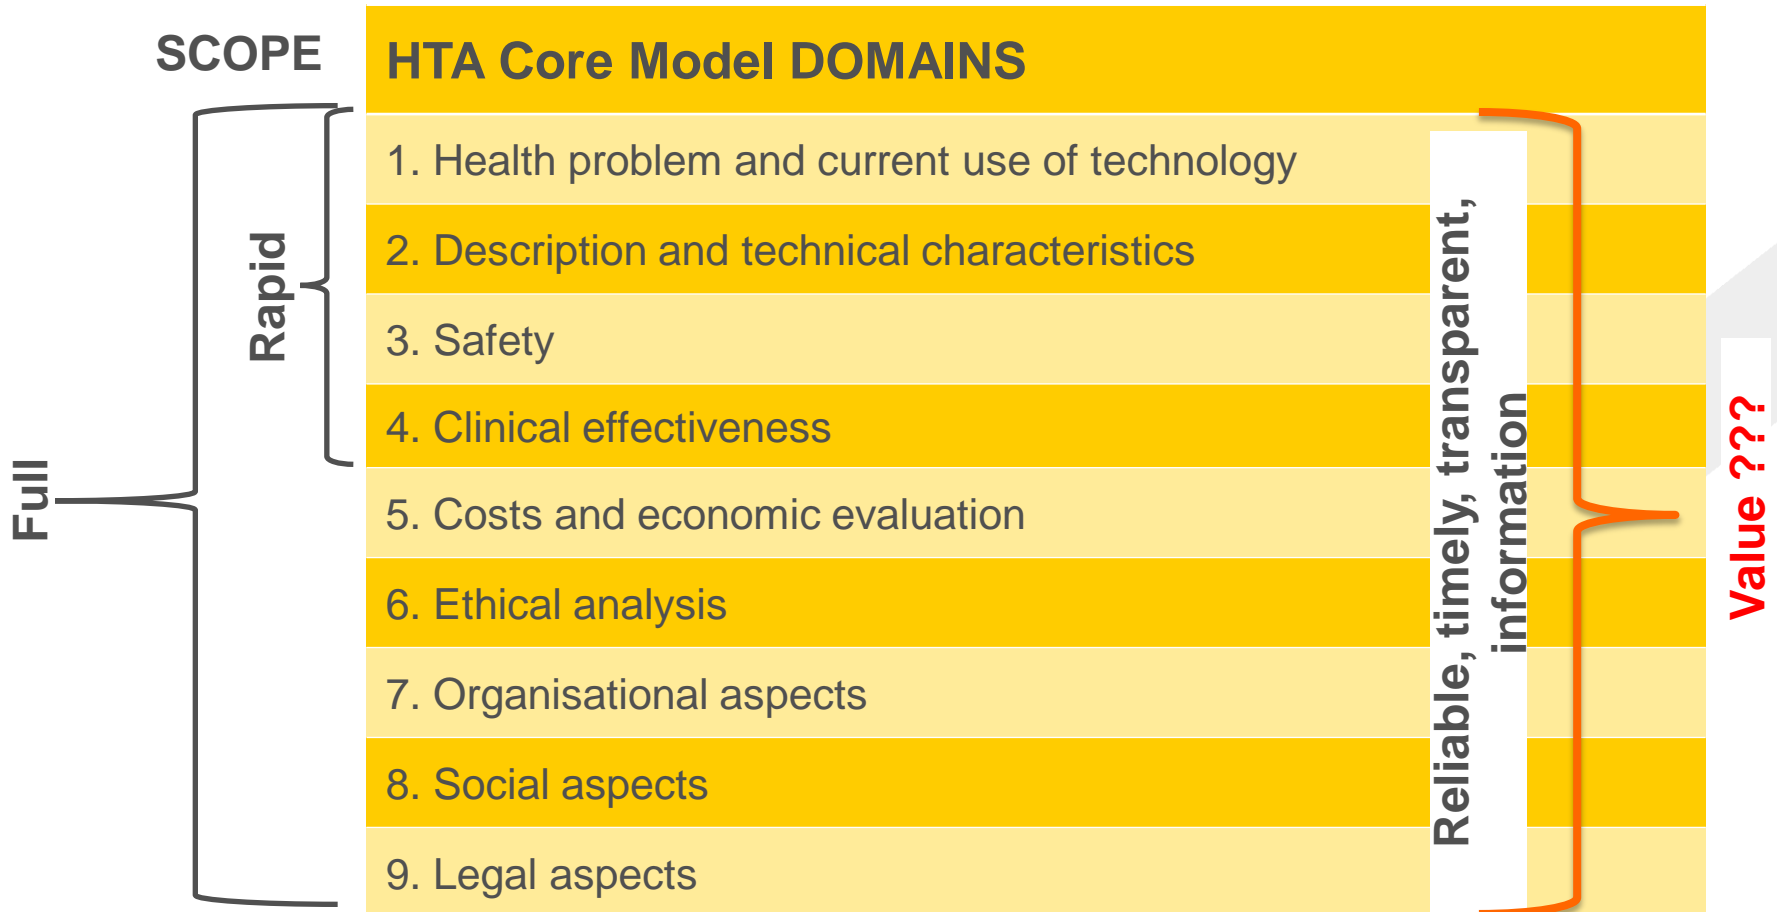 SCOPE
HTA Core Model DOMAINS
Full
Rapid
1. Health problem and current use of technology
2. Description and technical characteristics
3. Safety
4. Clinical effectiveness
5. Costs and economic evaluation
6. Ethical analysis
7. Organisational aspects
8. Social aspects
9. Legal aspects
Reliable, timely, transparent,
information
Value ???